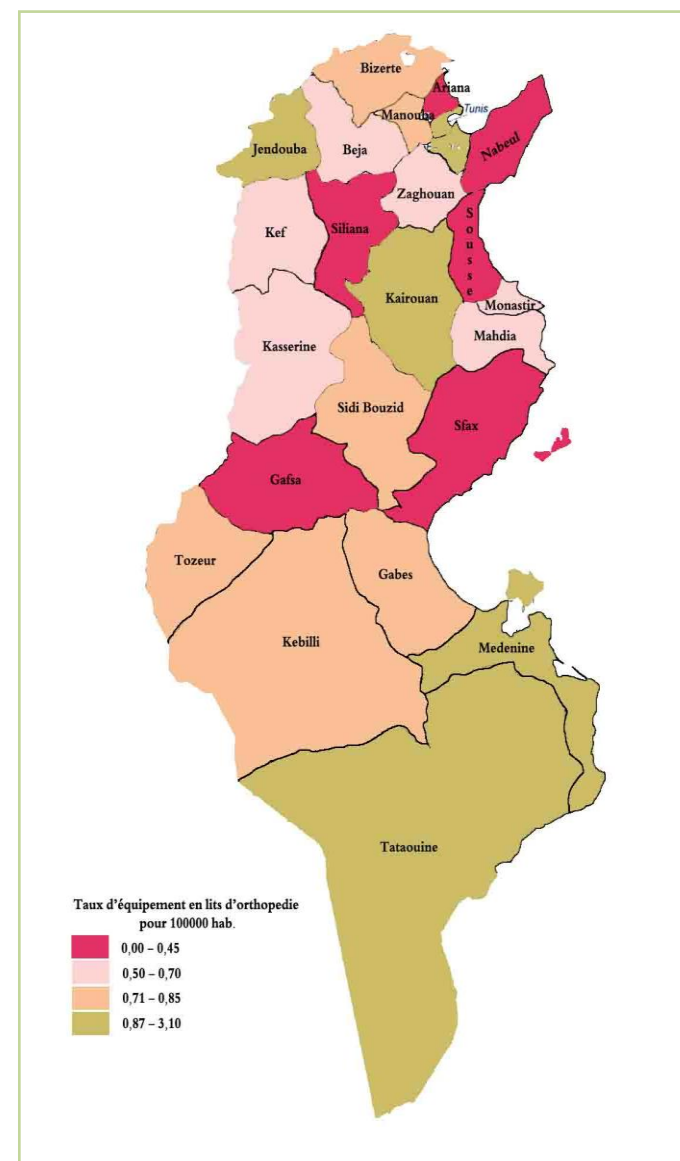 Bizerte
Ariana
Tunis
Manouba
Jendouba
Beja
Nabeul
Zaghouan
Kef
Siliana
Sousse
Kairouan
Monastir
Mahdia
Kasserine
Sidi Bouzid
Sfax
Gafsa
Tozeur
Gabes
Kebilli
Medenine
Tataouine
Taux d'équipement en lits d'orthopedie
pour 100000 hab.
0,00 – 0,45
0,50 – 0,70
0,71 – 0,85
0,87 – 3,10